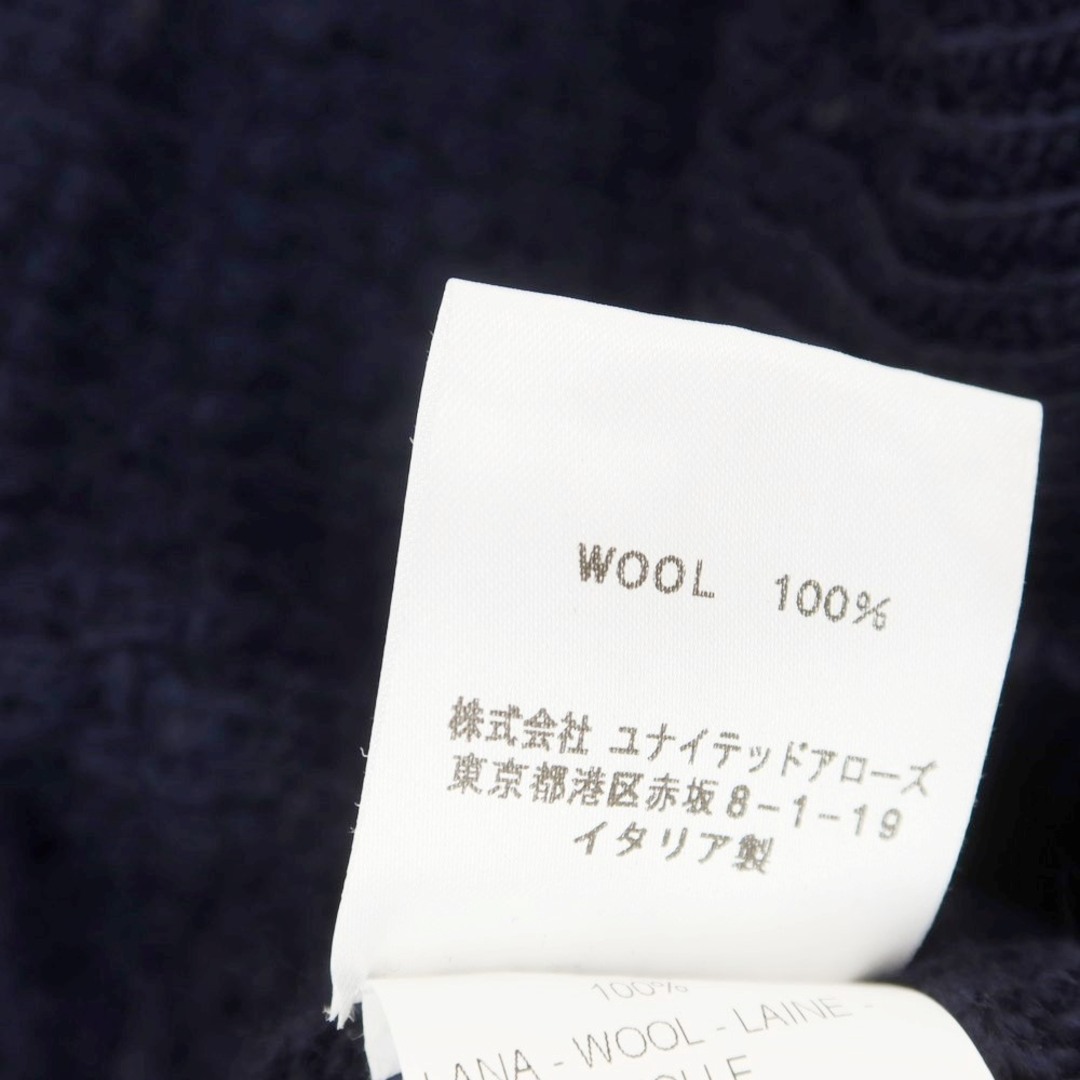 WOOL 100%
株式会社 ユナイテッドアローズ
東京都港区赤坂8-1-19
イタリア製
100%
LANA - WOOL - LAINE -